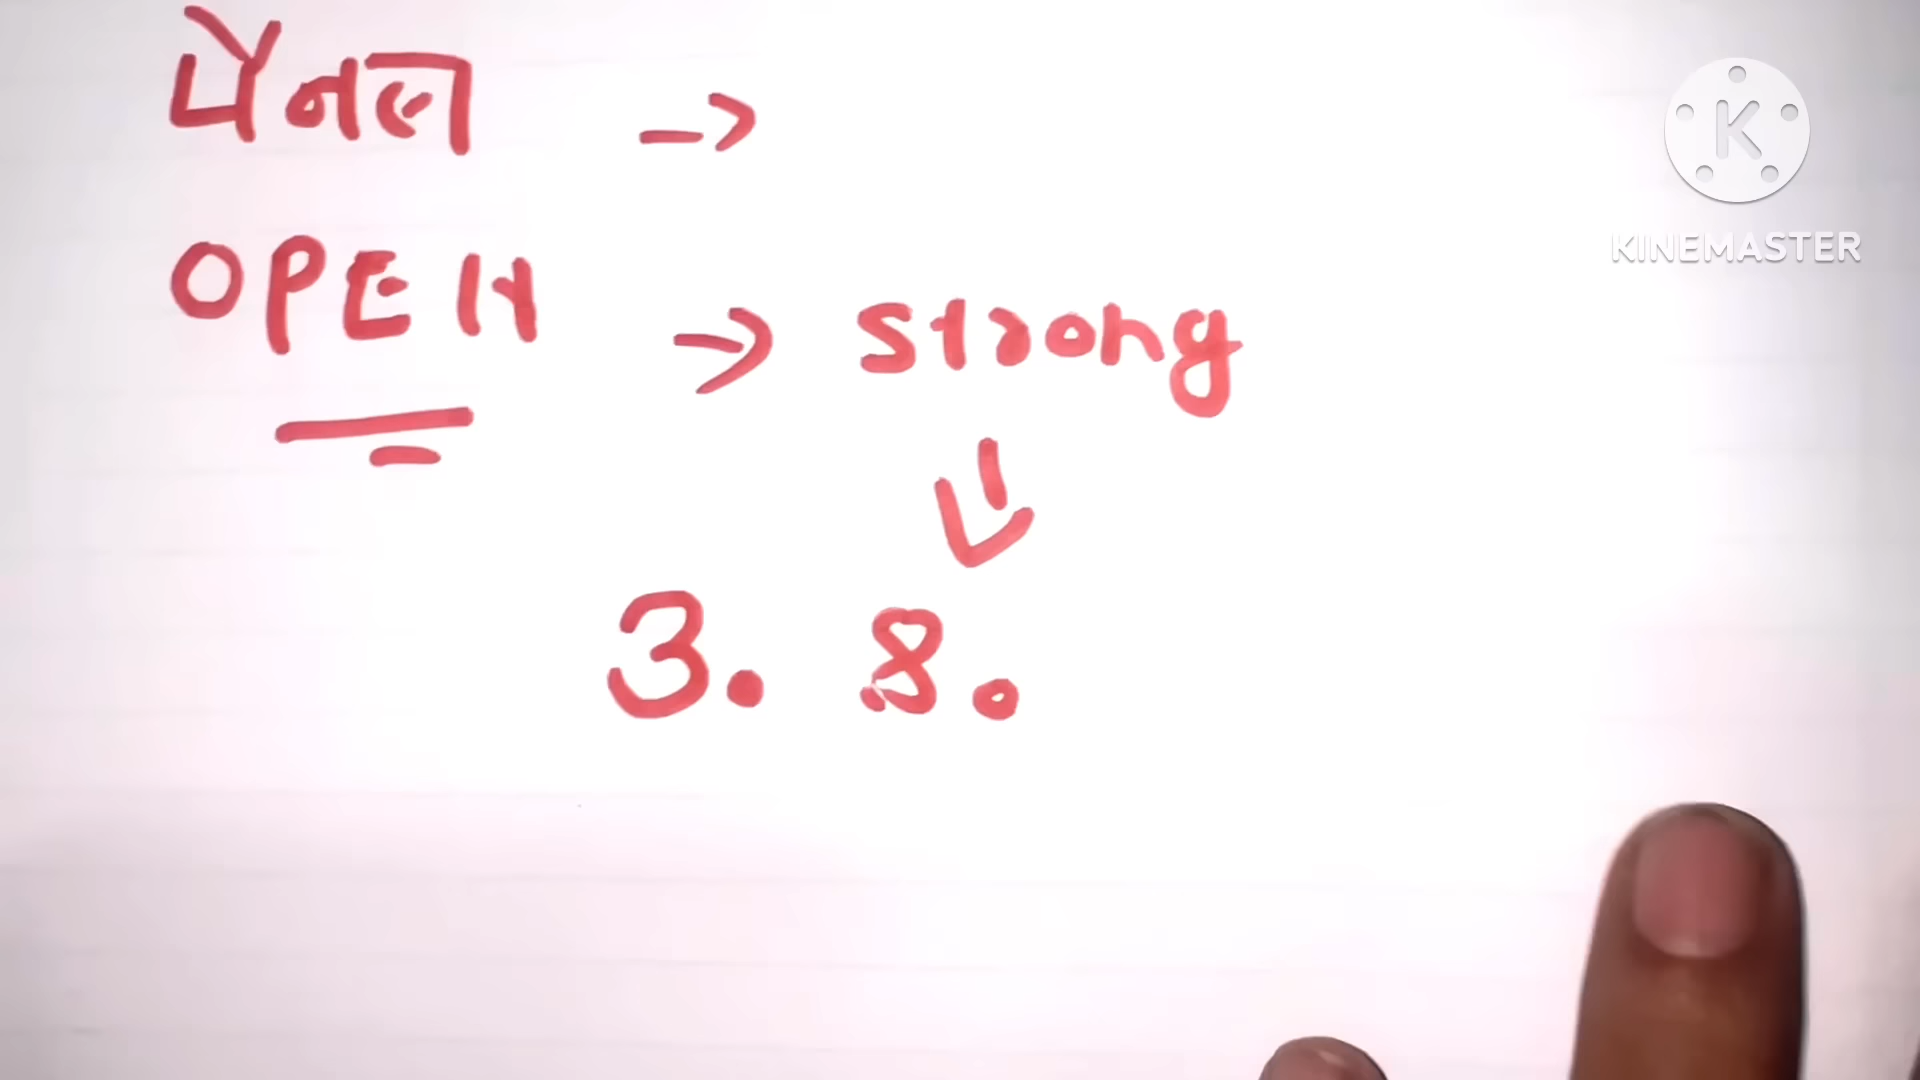 पैनल ->
OPEN -> strong
3. 8.
K
KINEMASTER